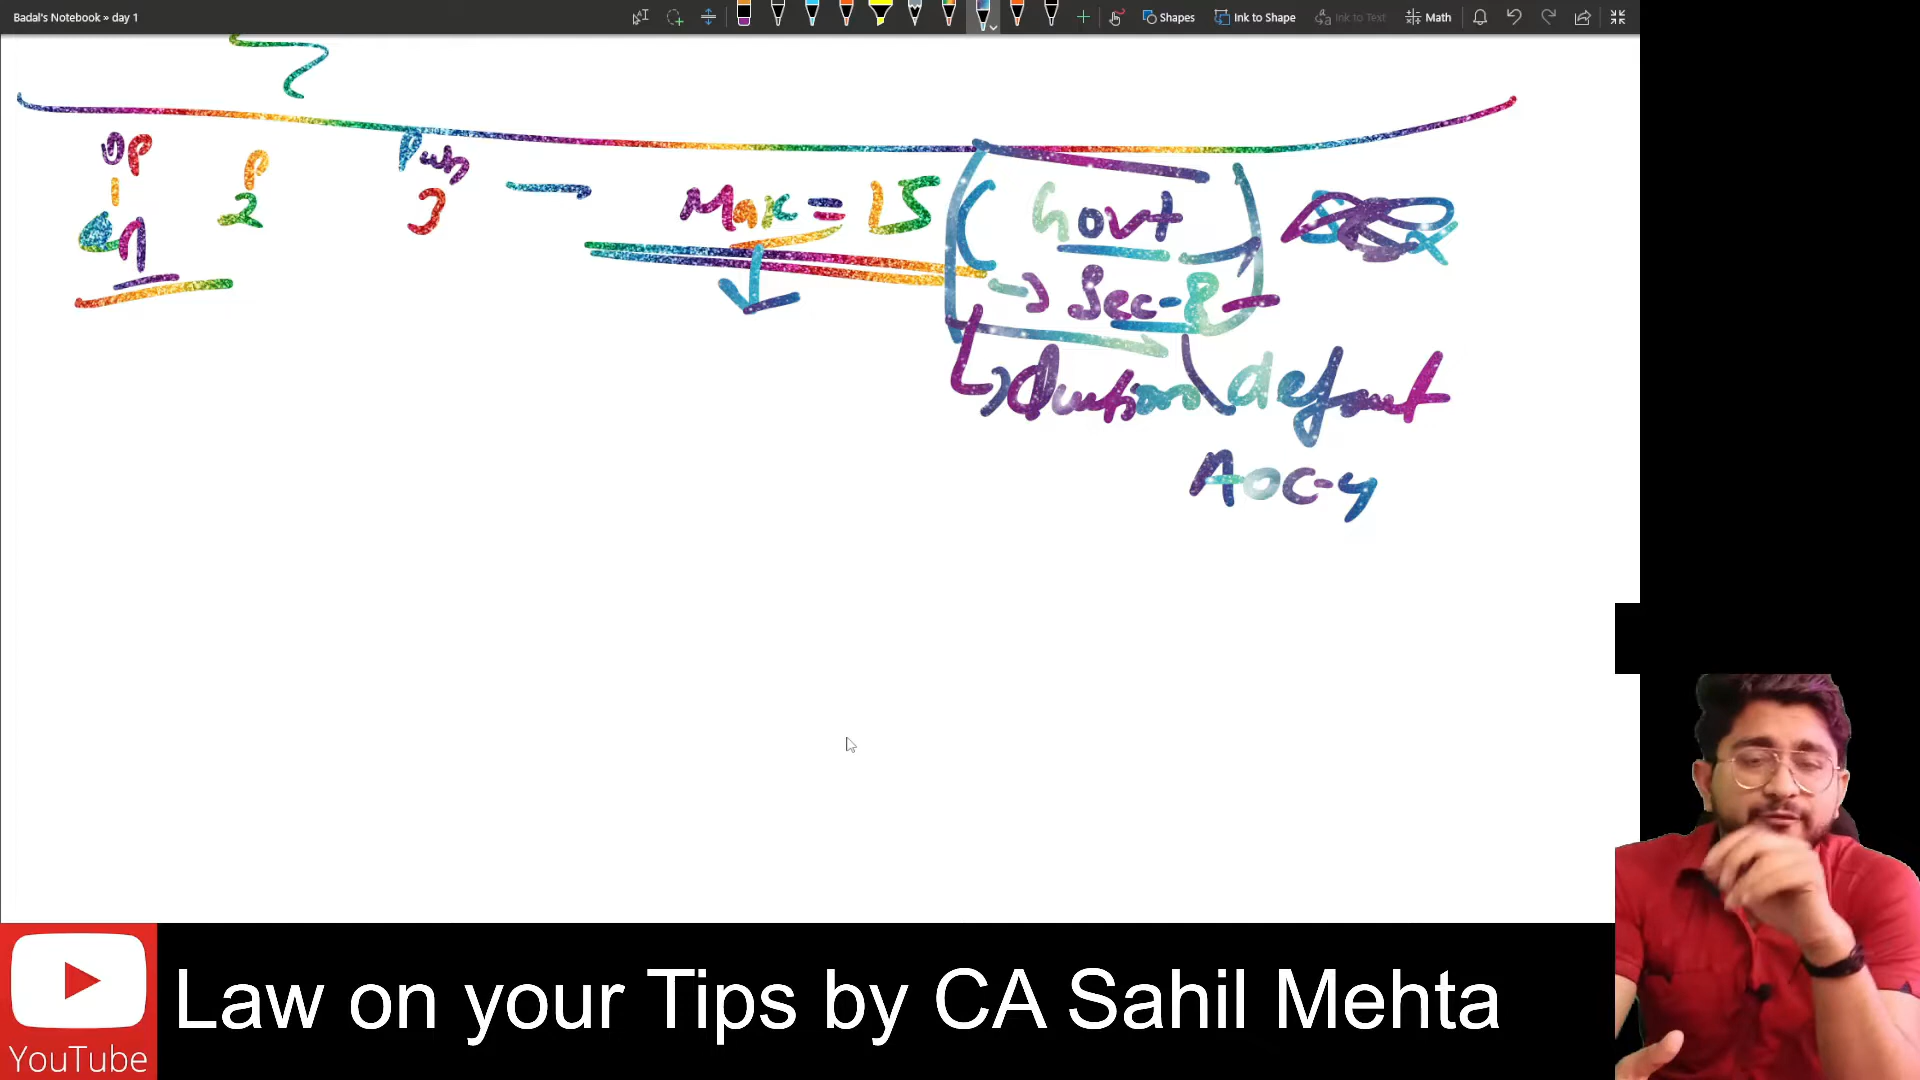 Badal's Notebook » day 1
Shapes Ink to Shape Ink to Text Math
OP P Pub
1 2 3 Max = 15 Govt
→ Sec-8
default
AOC-4
Law on your Tips by CA Sahil Mehta
YouTube